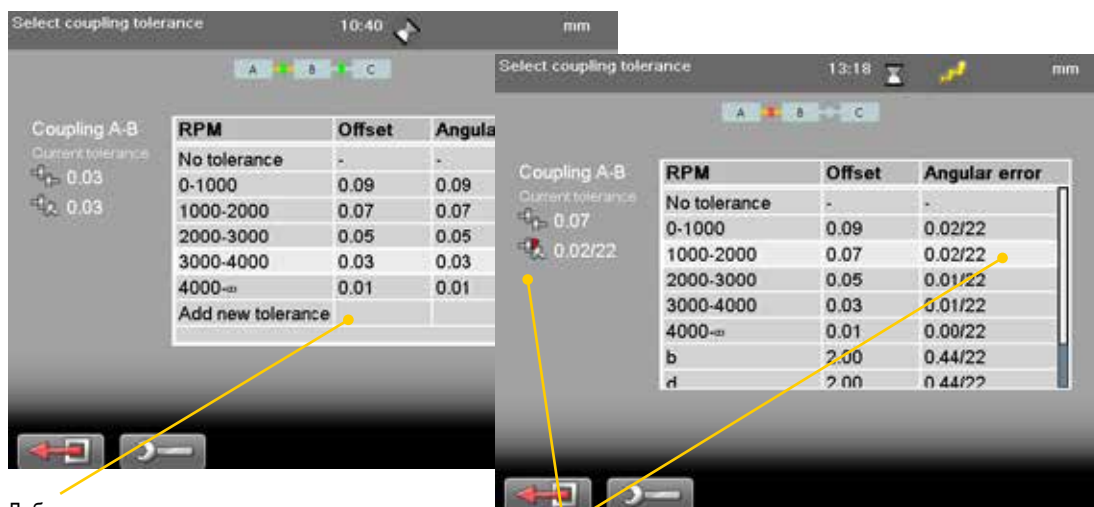 Select coupling tolerance 10:40 mm
A B C
Coupling A-B
Current tolerance
0.03
0.03
RPM Offset Angula
No tolerance - -
0-1000 0.09 0.09
1000-2000 0.07 0.07
2000-3000 0.05 0.05
3000-4000 0.03 0.03
4000-∞ 0.01 0.01
Add new tolerance
Select coupling tolerance 13:18 mm
A B C
Coupling A-B
Current tolerance
0.07
0.02/22
RPM Offset Angular error
No tolerance - -
0-1000 0.09 0.02/22
1000-2000 0.07 0.02/22
2000-3000 0.05 0.01/22
3000-4000 0.03 0.01/22
4000-∞ 0.01 0.00/22
b 2.00 0.44/22
d 2.00 0.44/22